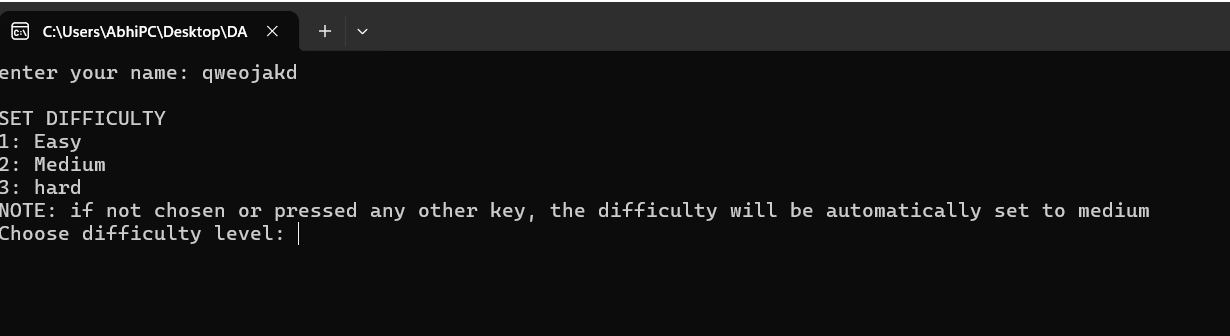 C:\Users\AbhiPC\Desktop\DA
enter your name: qweojakd
SET DIFFICULTY
1: Easy
2: Medium
3: hard
NOTE: if not chosen or pressed any other key, the difficulty will be automatically set to medium
Choose difficulty level: